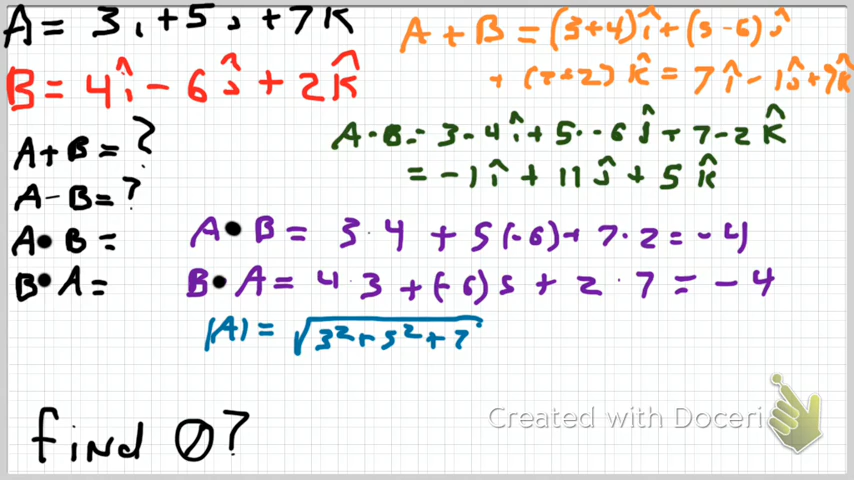 A = 3i + 5j + 7k
B = 4î - 6ĵ + 2k̂
A + B = (3+4)î + (5-6)ĵ
+ (7+2) k̂ = 7î - 1ĵ + 9k̂
A - B = 3 - 4î + 5 - -6ĵ + 7 - 2k̂
= -1î + 11ĵ + 5k̂
A + B = ?
A - B = ?
A • B =
B • A =
A • B = 3 · 4 + 5(-6) + 7 · 2 = -4
B • A = 4 · 3 + (-6)5 + 2 · 7 = -4
|A| = √3² + 5² + 7²
find Ø?
Created with Doceri